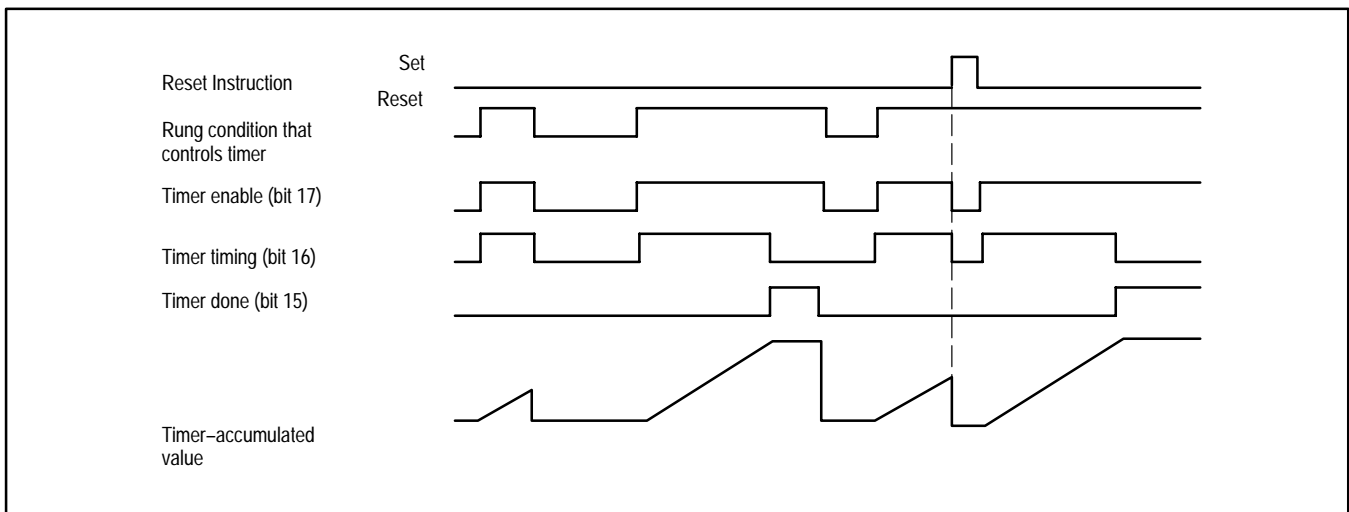 Set
Reset Instruction
Reset
Rung condition that
controls timer
Timer enable (bit 17)
Timer timing (bit 16)
Timer done (bit 15)
Timer–accumulated
value